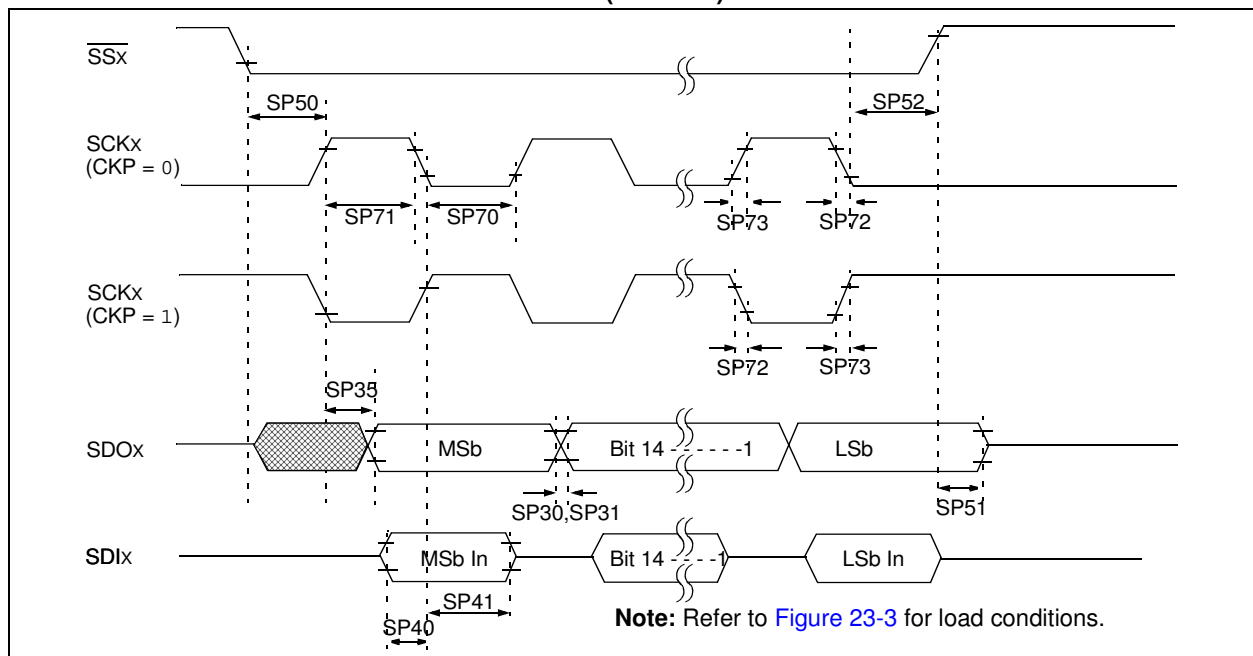 SSx
SP50
SP52
SCKx
(CKP = 0)
SP71
SP70
SP73
SP72
SCKx
(CKP = 1)
SP72
SP73
SP35
SDOx
MSb
Bit 14 - - - - - -1
LSb
SP30,SP31
SP51
SDIx
MSb In
Bit 14 - - - - -1
LSb In
SP41
SP40
Note: Refer to Figure 23-3 for load conditions.